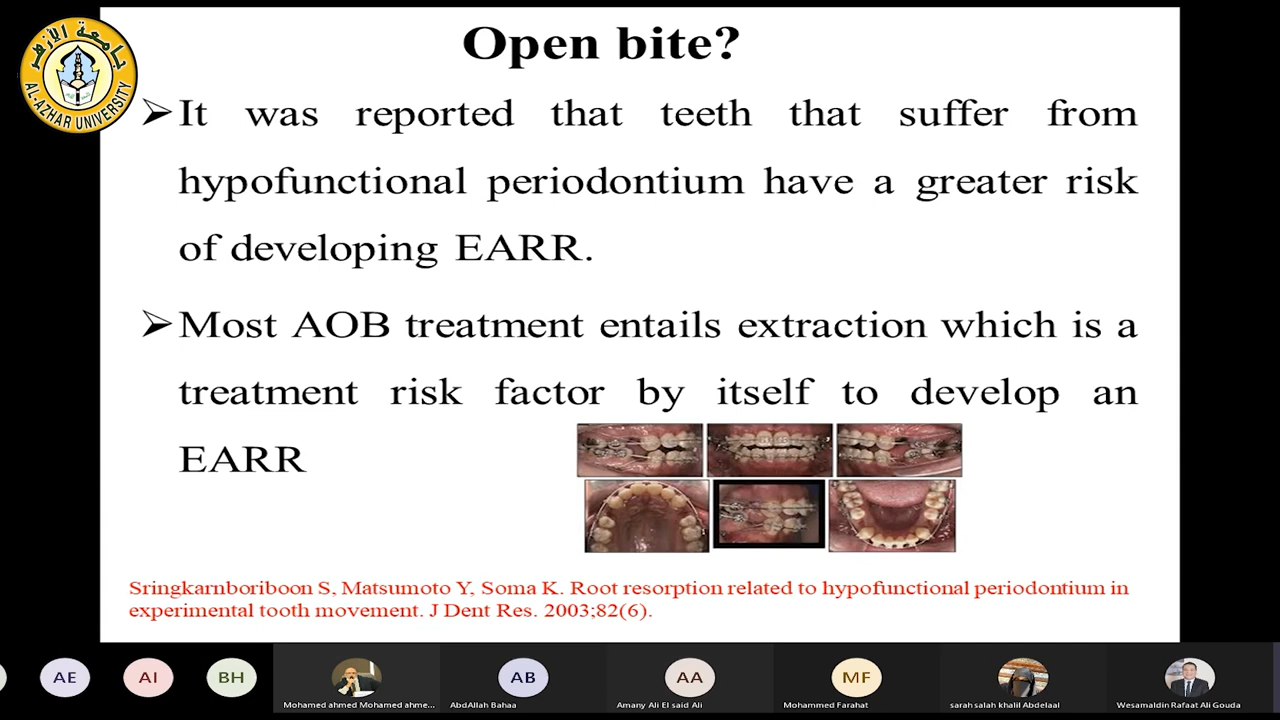 جامعة الأزهر
AL-AZHAR UNIVERSITY
Open bite?
It was reported that teeth that suffer from
hypofunctional periodontium have a greater risk
of developing EARR.
Most AOB treatment entails extraction which is a
treatment risk factor by itself to develop an
EARR
Sringkarnboriboon S, Matsumoto Y, Soma K. Root resorption related to hypofunctional periodontium in
experimental tooth movement. J Dent Res. 2003;82(6).
AE
AI
BH
Mohamed ahmed Mohamed ahme...
AB
AbdAllah Bahaa
AA
Amany Ali El said Ali
MF
Mohammed Farahat
sarah salah khalil Abdelaal
Wesamaldin Rafaat Ali Gouda